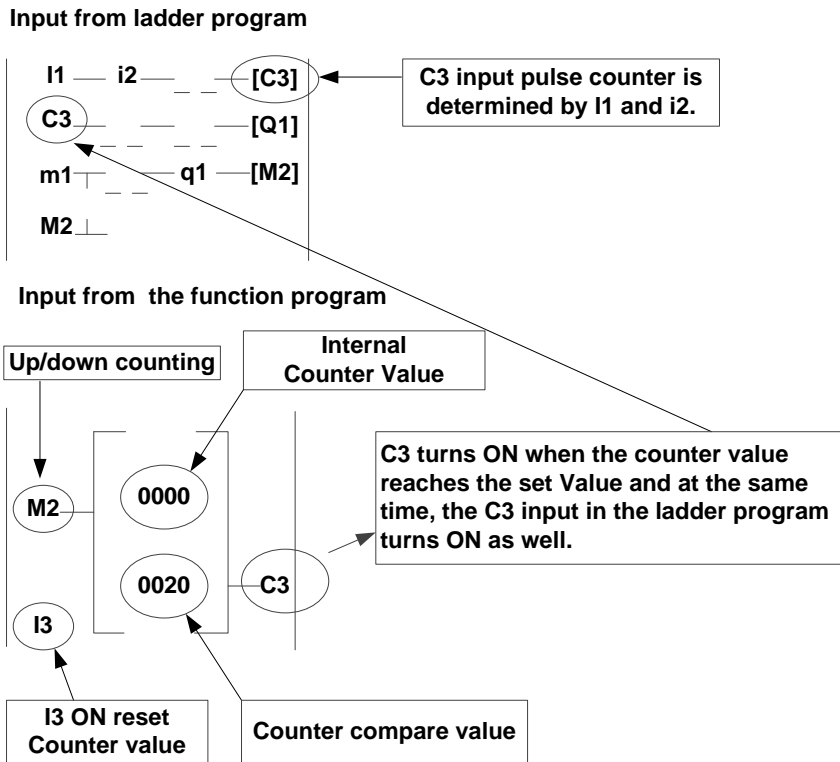 Input from ladder program
I1 i2 [C3]
C3 input pulse counter is
determined by I1 and i2.
C3 [Q1]
m1 q1 [M2]
M2
Input from the function program
Up/down counting
Internal
Counter Value
M2
0000
C3 turns ON when the counter value
reaches the set Value and at the same
time, the C3 input in the ladder program
turns ON as well.
0020
C3
I3
I3 ON reset
Counter value
Counter compare value